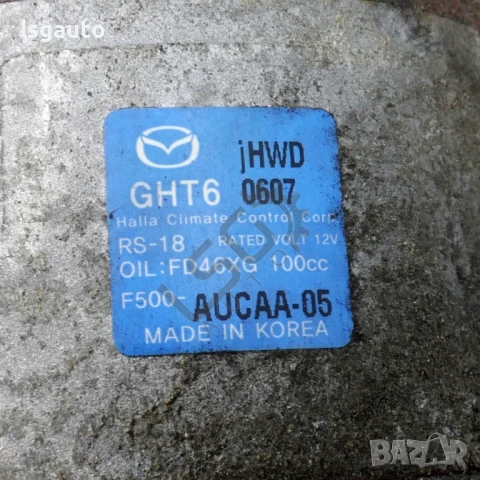 lsgauto
jHWD
GHT6 0607
Halla Climate Control Corp.
RS-18 RATED VOLT 12V
OIL:FD46XG 100cc
F500-AUCAA-05
MADE IN KOREA
BAZAR